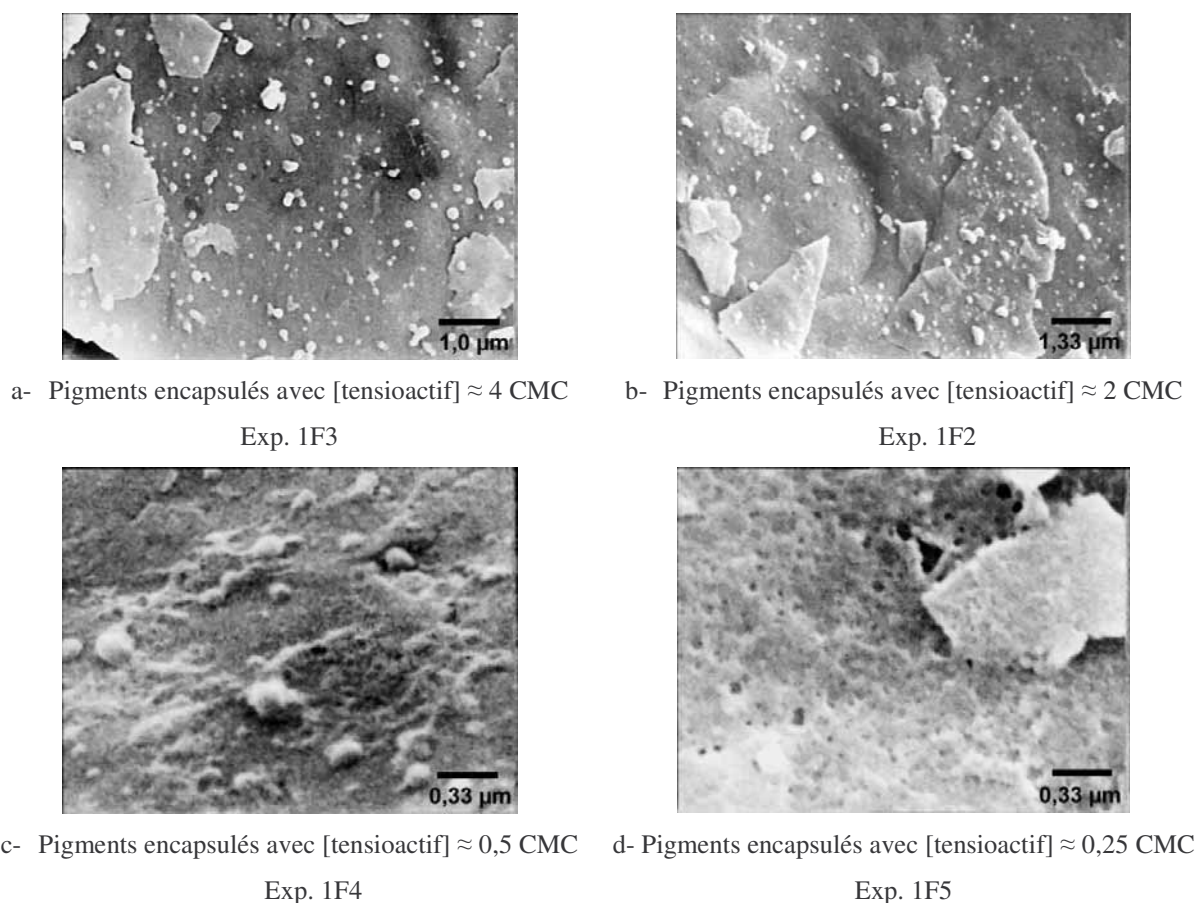 1,0 µm
1,33 µm
a- Pigments encapsulés avec [tensioactif] ≈ 4 CMC
Exp. 1F3
b- Pigments encapsulés avec [tensioactif] ≈ 2 CMC
Exp. 1F2
0,33 µm
0,33 µm
c- Pigments encapsulés avec [tensioactif] ≈ 0,5 CMC
Exp. 1F4
d- Pigments encapsulés avec [tensioactif] ≈ 0,25 CMC
Exp. 1F5